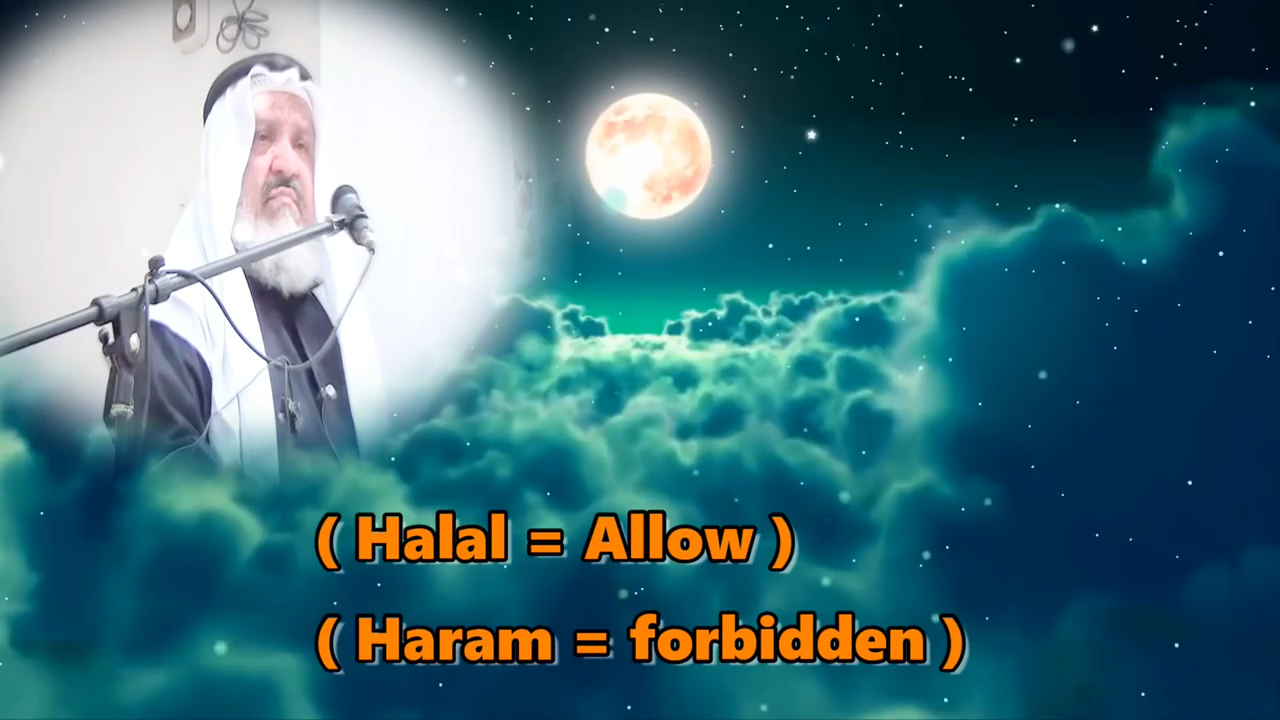 ( Halal = Allow )
( Haram = forbidden )